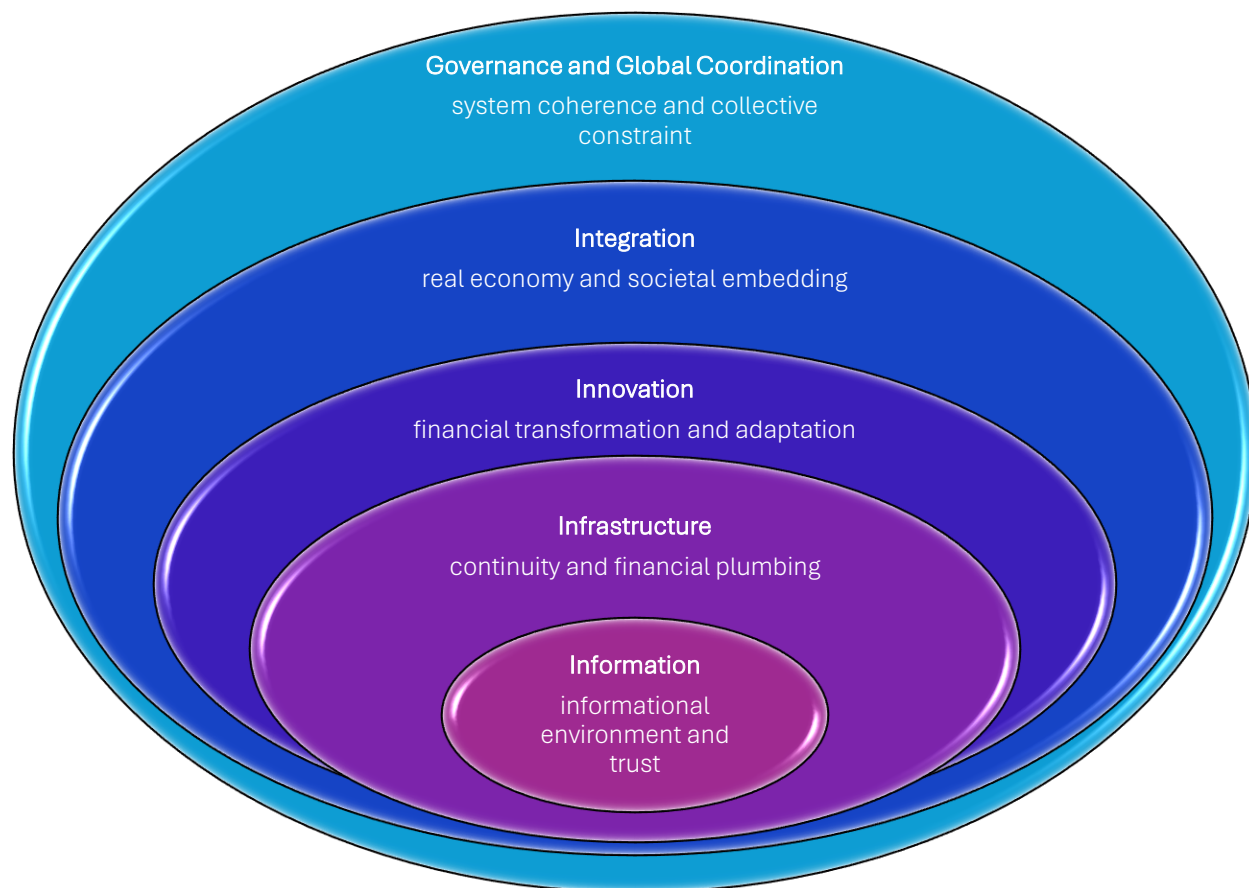 Governance and Global Coordination
system coherence and collective
constraint
Integration
real economy and societal embedding
Innovation
financial transformation and adaptation
Infrastructure
continuity and financial plumbing
Information
informational
environment and
trust